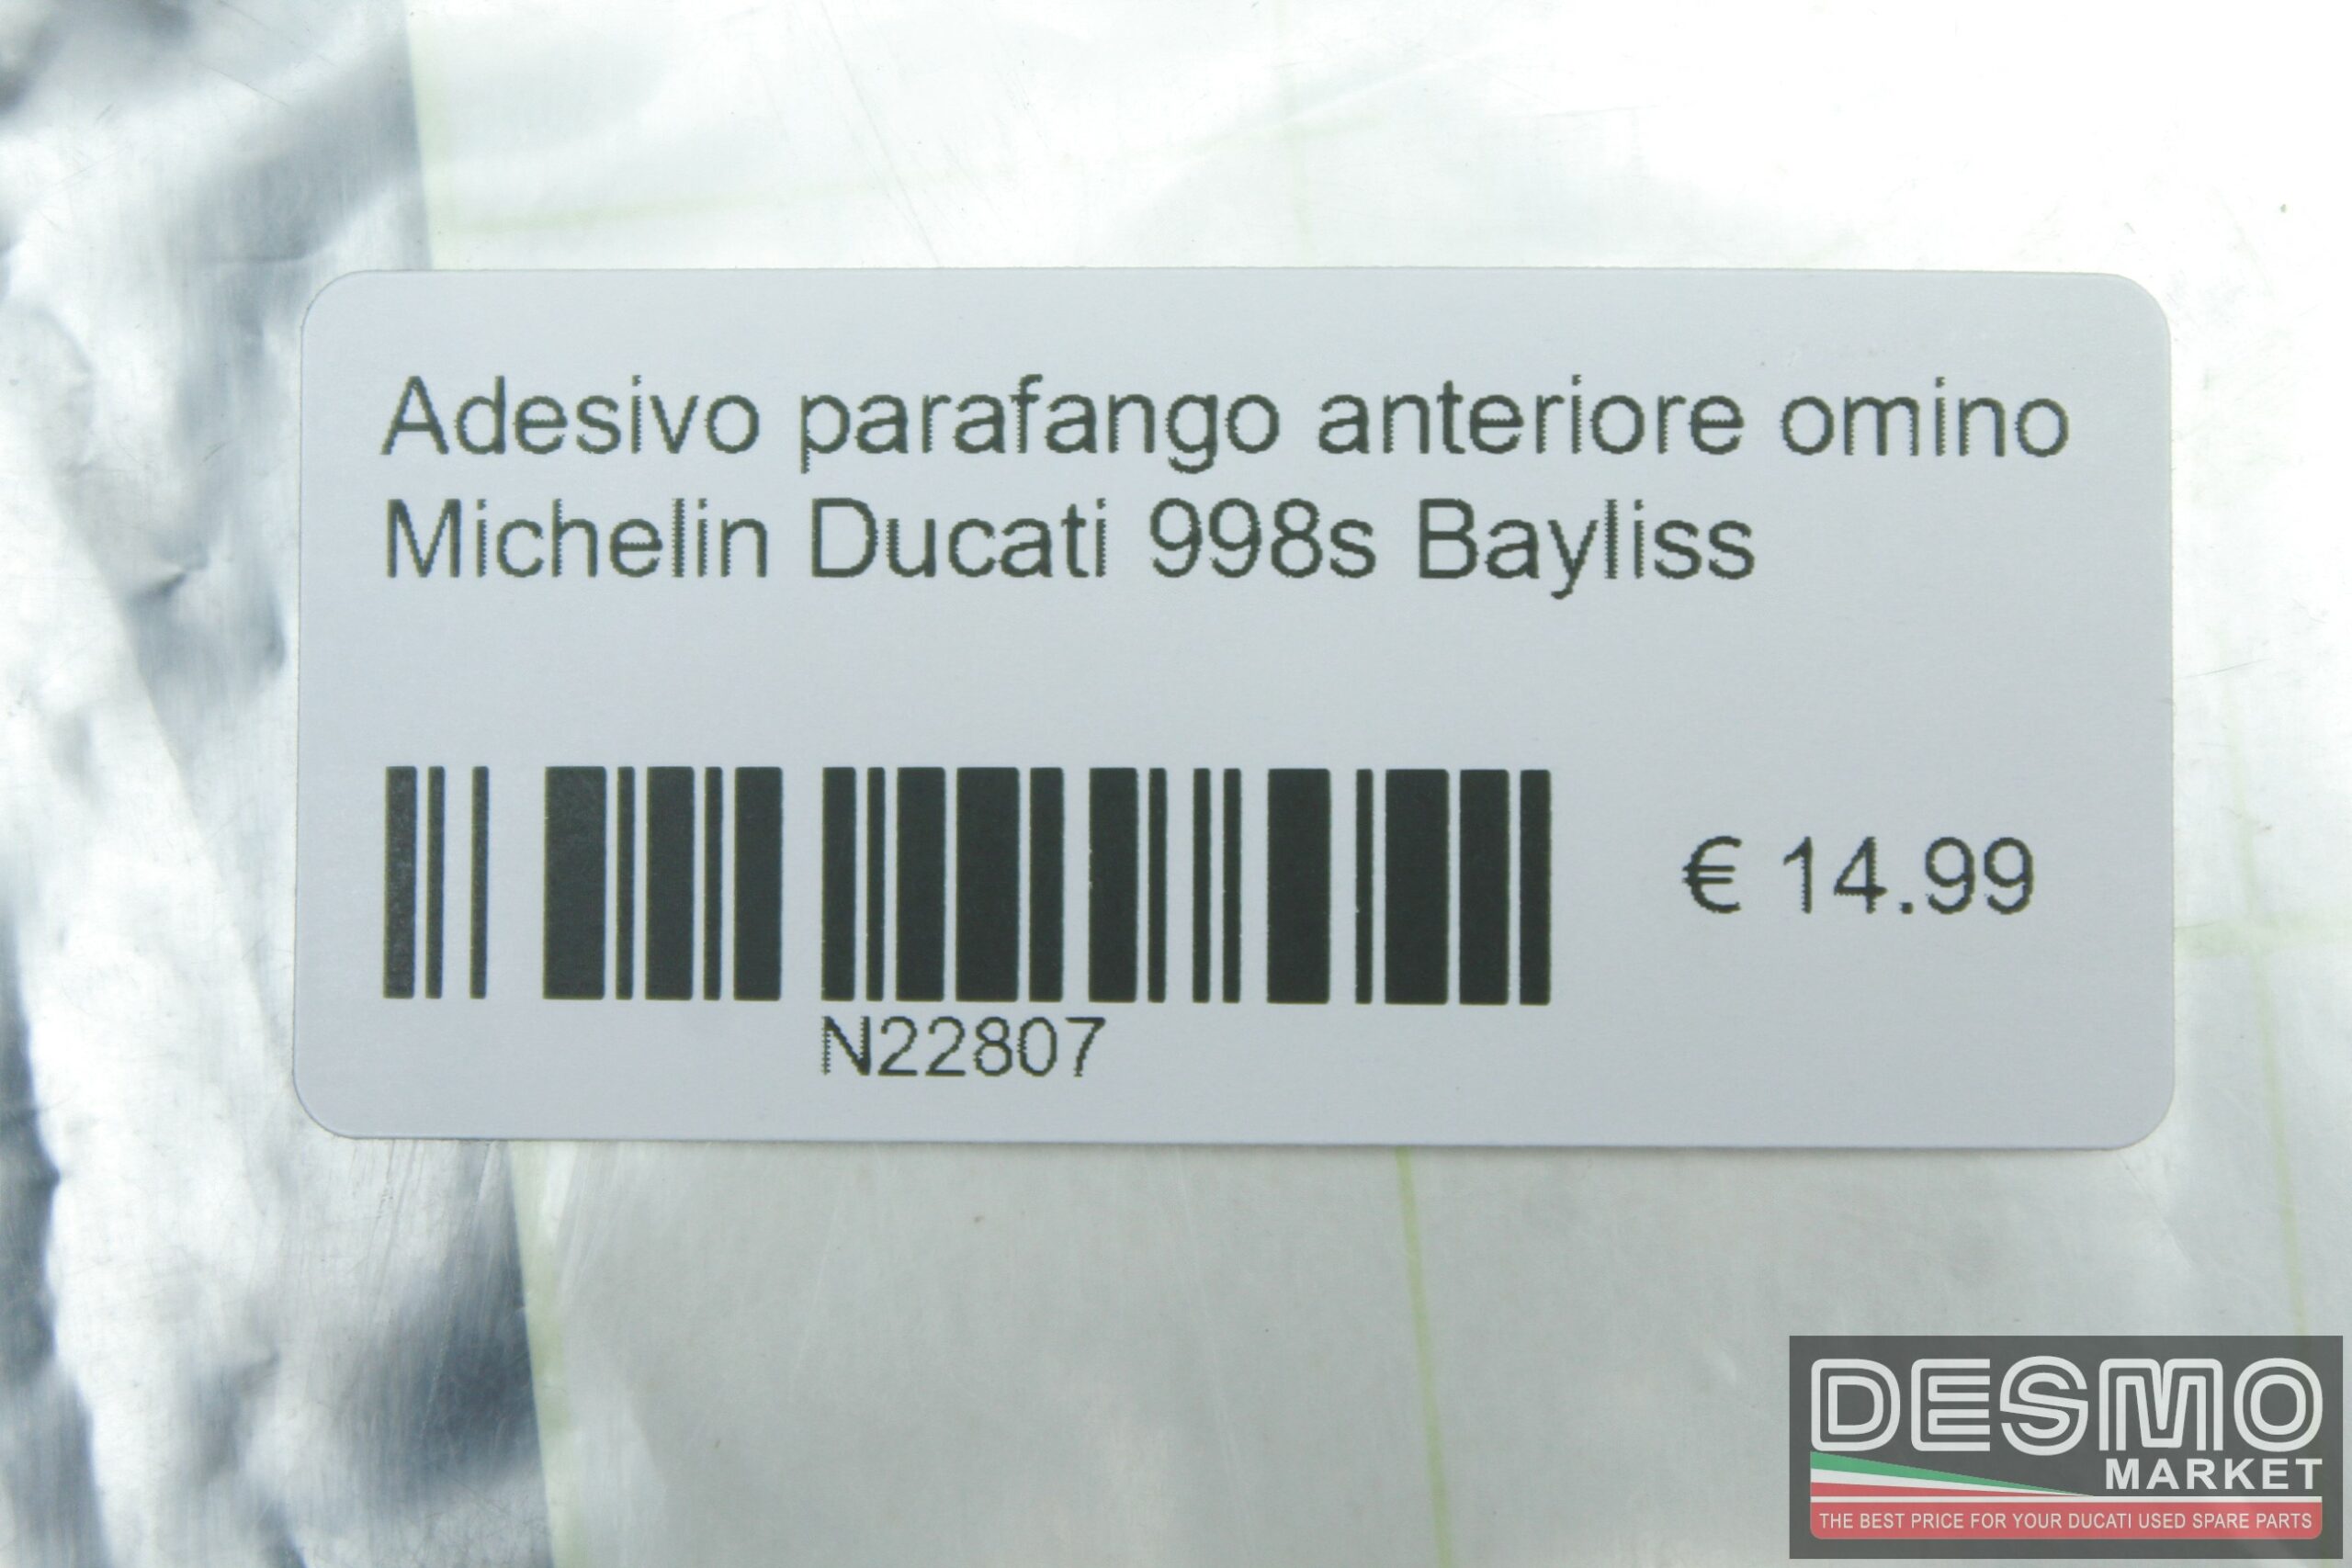 Adesivo parafango anteriore omino
Michelin Ducati 998s Bayliss
€ 14.99
N22807
DESMO
MARKET
THE BEST PRICE FOR YOUR DUCATI USED SPARE PARTS